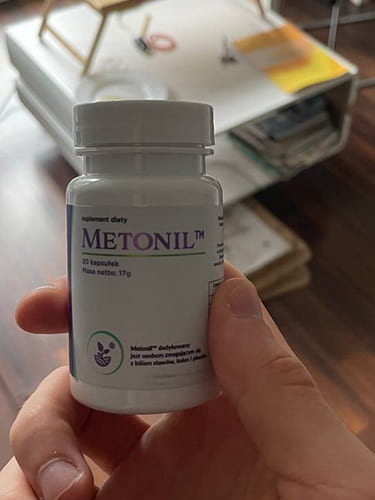 suplement diety
METONIL™
30 kapsułek
Masa netto: 17g
Metonil™ dedykowany
jest osobom zmagającym się
z bólem stawów, kolan i pleców.